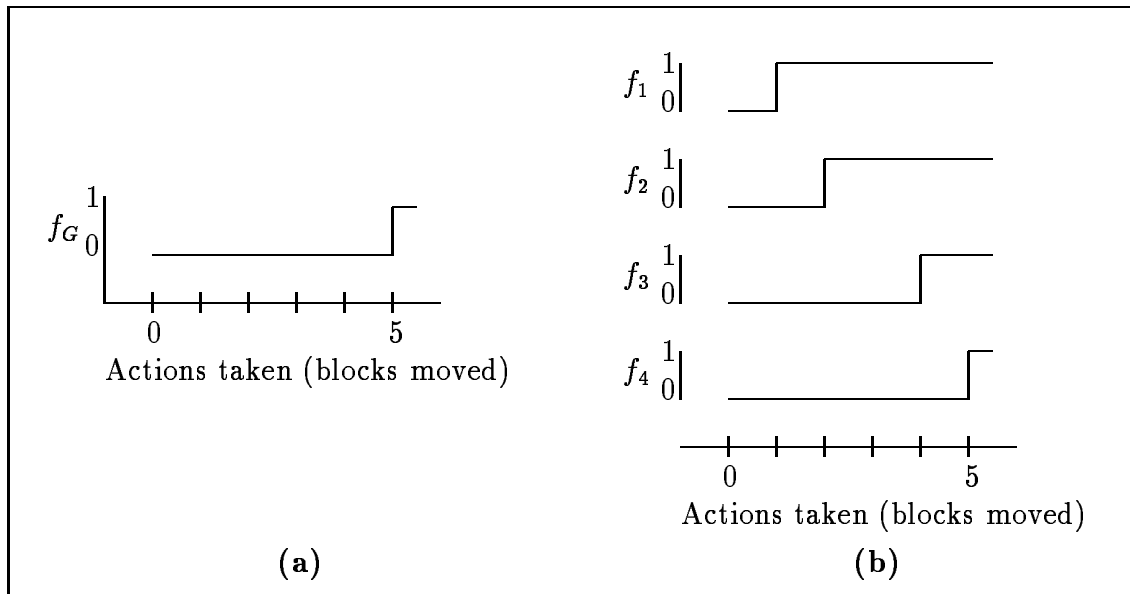 1
f_G
0
0 5
Actions taken (blocks moved)
(a)
1
f_1
0
1
f_2
0
1
f_3
0
1
f_4
0
0 5
Actions taken (blocks moved)
(b)